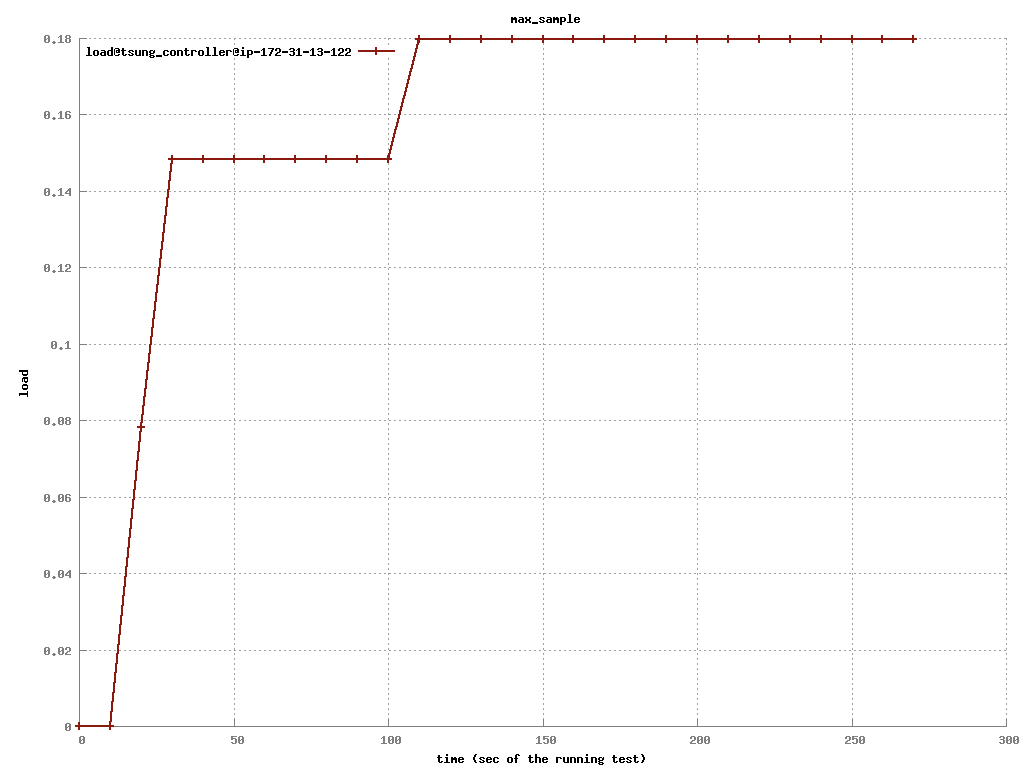 max_sample
0.18
load@tsung_controller@ip-172-31-13-122
0.16
0.14
0.12
0.1
load
0.08
0.06
0.04
0.02
0
0 50 100 150 200 250 300
time (sec of the running test)